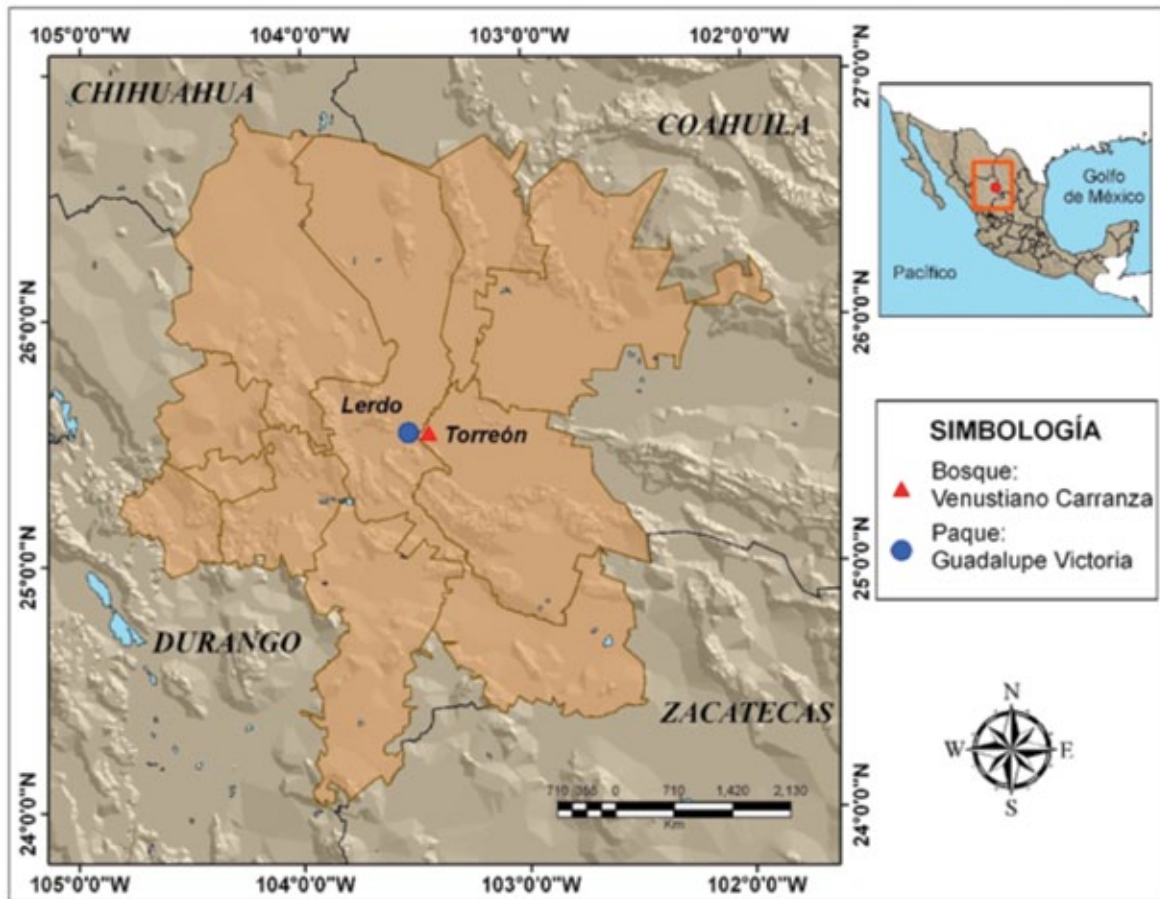 105°0'0"W 104°0'0"W 103°0'0"W 102°0'0"W
CHIHUAHUA
COAHUILA
27°0'0"N
26°0'0"N
26°0'0"N
25°0'0"N
25°0'0"N
24°0'0"N
24°0'0"N
Lerdo
Torreón
DURANGO
ZACATECAS
710 355 0 710 1,420 2,130
Km
105°0'0"W 104°0'0"W 103°0'0"W 102°0'0"W
Golfo
de México
Pacífico
SIMBOLOGÍA
Bosque:
Venustiano Carranza
Paque:
Guadalupe Victoria
N
W E
S